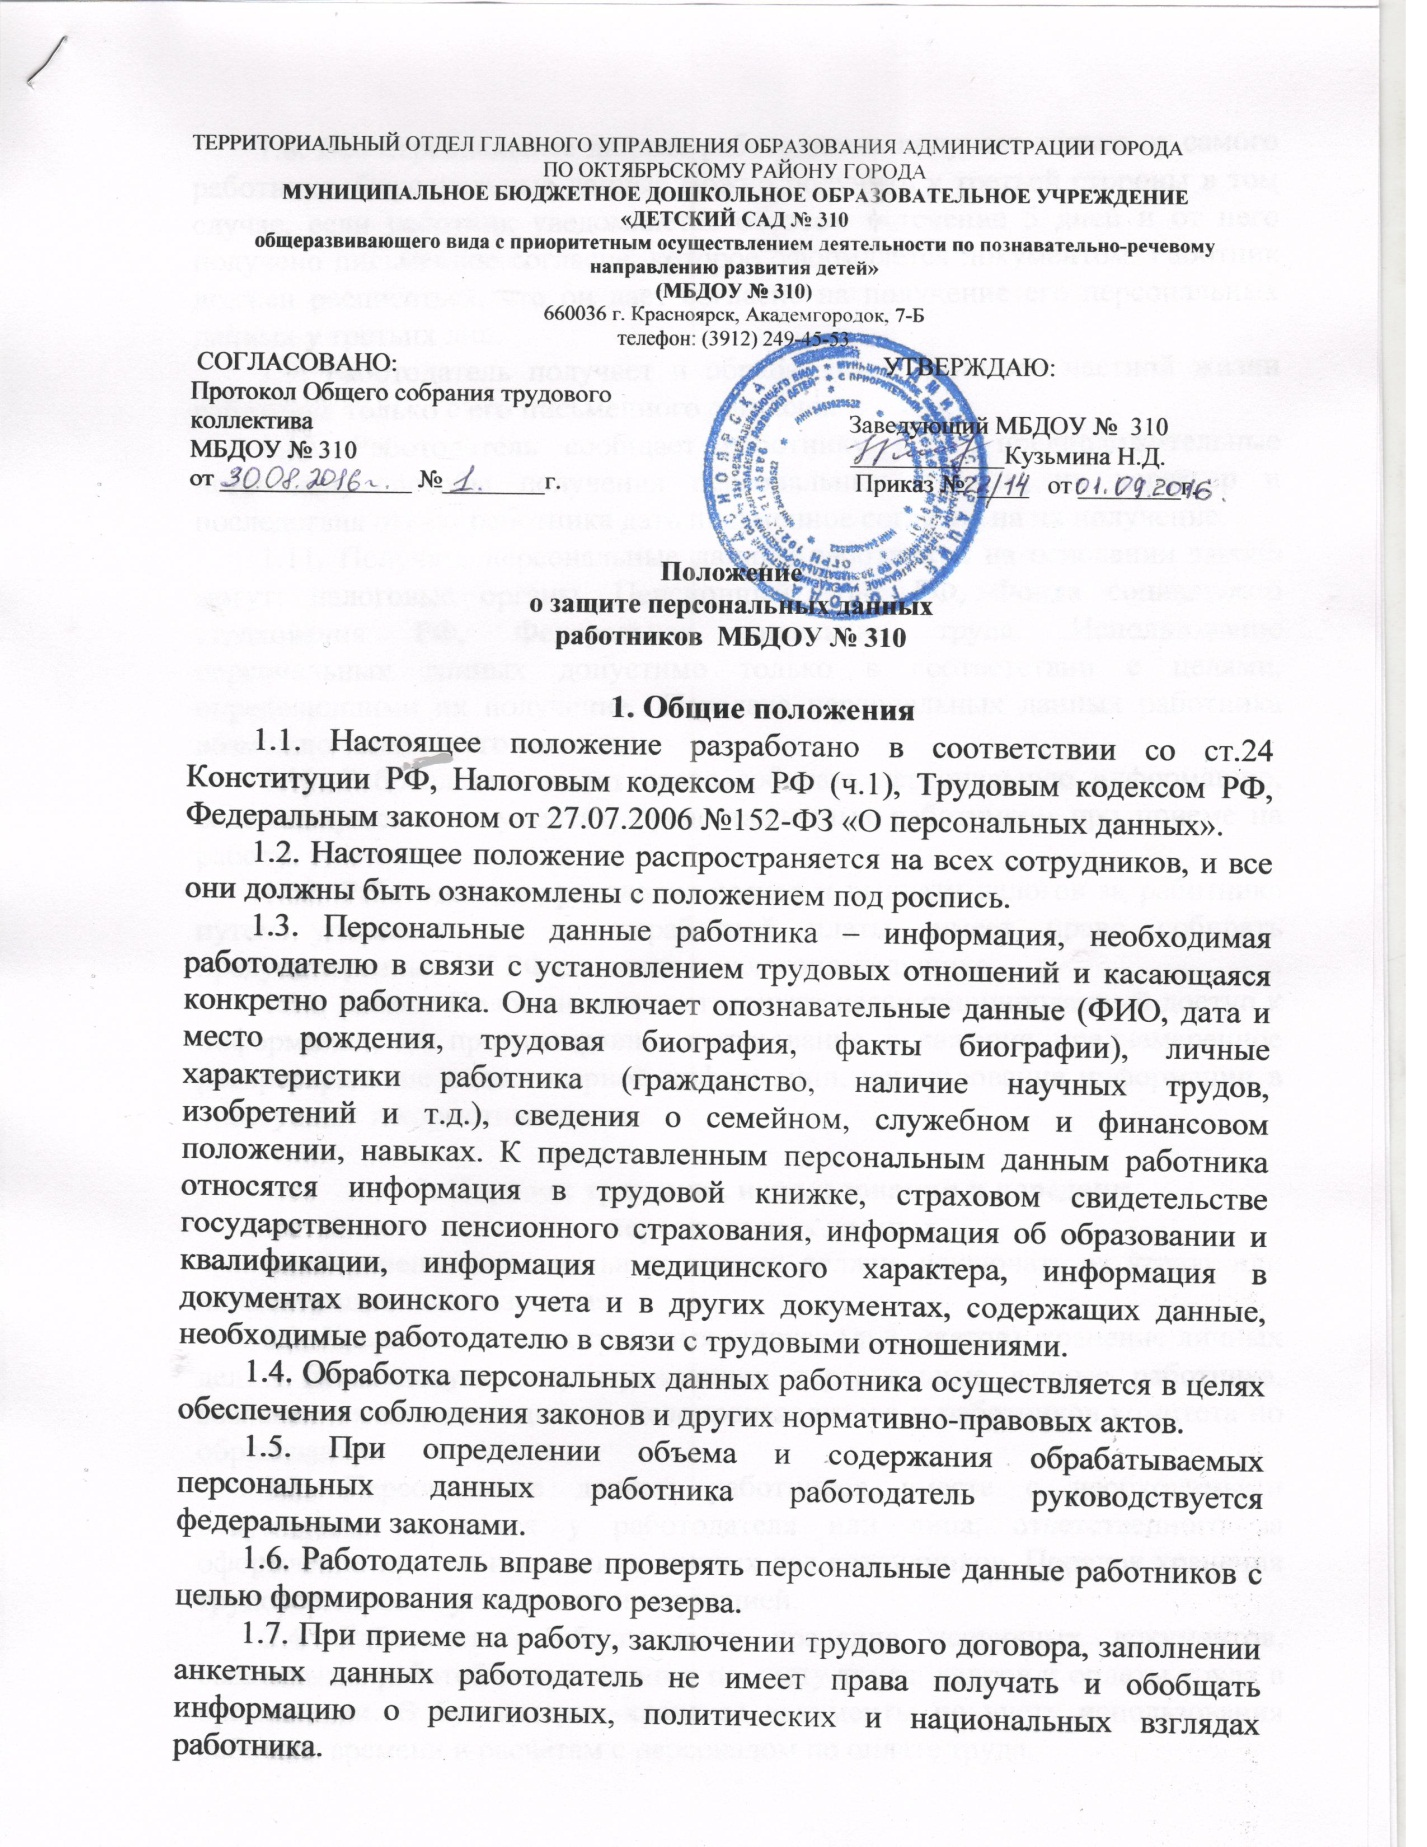 ТЕРРИТОРИАЛЬНЫЙ ОТДЕЛ ГЛАВНОГО УПРАВЛЕНИЯ ОБРАЗОВАНИЯ АДМИНИСТРАЦИИ ГОРОДА
ПО ОКТЯБРЬСКОМУ РАЙОНУ ГОРОДА
МУНИЦИПАЛЬНОЕ БЮДЖЕТНОЕ ДОШКОЛЬНОЕ ОБРАЗОВАТЕЛЬНОЕ УЧРЕЖДЕНИЕ
«ДЕТСКИЙ САД № 310
общеразвивающего вида с приоритетным осуществлением деятельности по познавательно-речевому
направлению развития детей»
(МБДОУ № 310)
660036 г. Красноярск, Академгородок, 7-Б
телефон: (3912) 249-45-53
СОГЛАСОВАНО:
Протокол Общего собрания трудового
коллектива
МБДОУ № 310
от 30.08.2016г. № 1. г.
УТВЕРЖДАЮ:
Заведующий МБДОУ № 310
Кузьмина Н.Д.
Приказ №22/14 от 01.09.2016г.
Положение
о защите персональных данных
работников МБДОУ № 310
1. Общие положения
1.1. Настоящее положение разработано в соответствии со ст.24
Конституции РФ, Налоговым кодексом РФ (ч.1), Трудовым кодексом РФ,
Федеральным законом от 27.07.2006 №152-ФЗ «О персональных данных».
1.2. Настоящее положение распространяется на всех сотрудников, и все
они должны быть ознакомлены с положением под роспись.
1.3. Персональные данные работника – информация, необходимая
работодателю в связи с установлением трудовых отношений и касающаяся
конкретно работника. Она включает опознавательные данные (ФИО, дата и
место рождения, трудовая биография, факты биографии), личные
характеристики работника (гражданство, наличие научных трудов,
изобретений и т.д.), сведения о семейном, служебном и финансовом
положении, навыках. К представленным персональным данным работника
относятся информация в трудовой книжке, страховом свидетельстве
государственного пенсионного страхования, информация об образовании и
квалификации, информация медицинского характера, информация в
документах воинского учета и в других документах, содержащих данные,
необходимые работодателю в связи с трудовыми отношениями.
1.4. Обработка персональных данных работника осуществляется в целях
обеспечения соблюдения законов и других нормативно-правовых актов.
1.5. При определении объема и содержания обрабатываемых
персональных данных работника работодатель руководствуется
федеральными законами.
1.6. Работодатель вправе проверять персональные данные работников с
целью формирования кадрового резерва.
1.7. При приеме на работу, заключении трудового договора, заполнении
анкетных данных работодатель не имеет права получать и обобщать
информацию о религиозных, политических и национальных взглядах
работника.